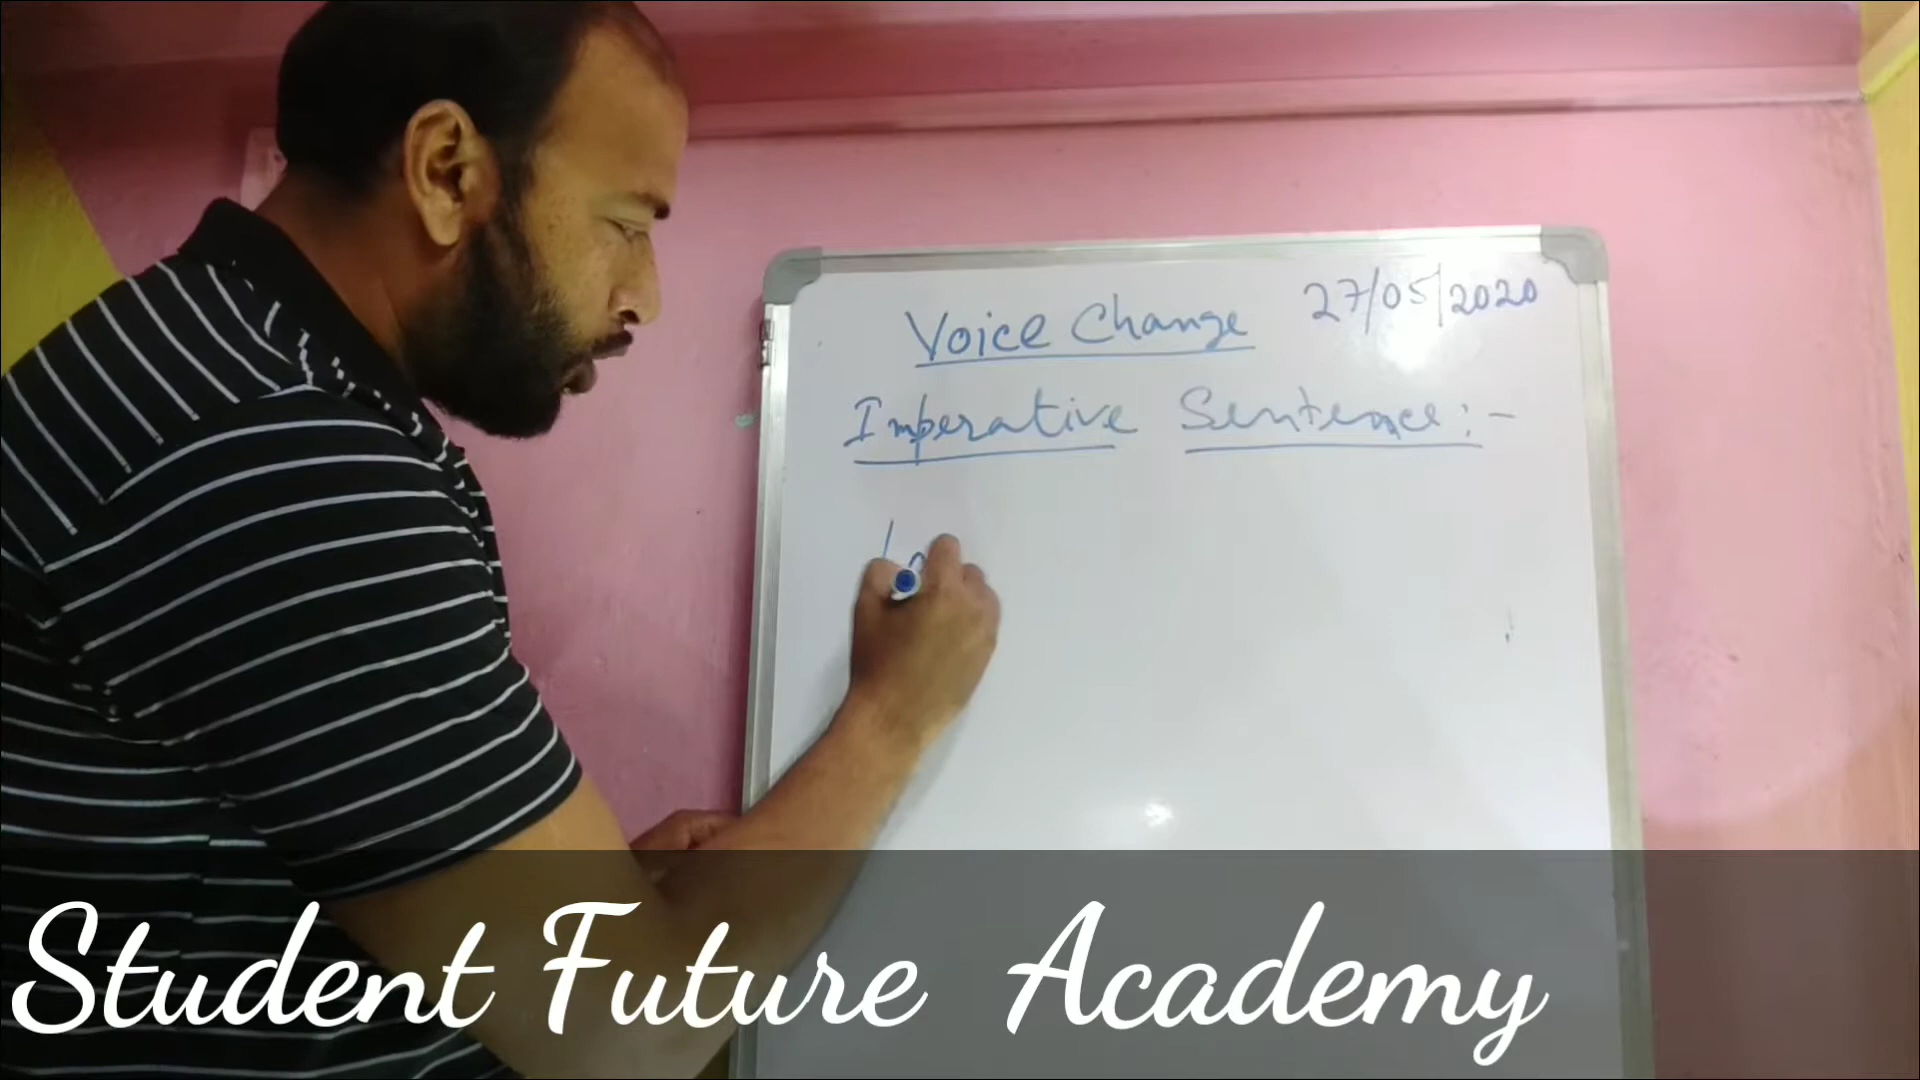 Voice Change 27/05/2020
Imperative Sentence :-
Student Future Academy